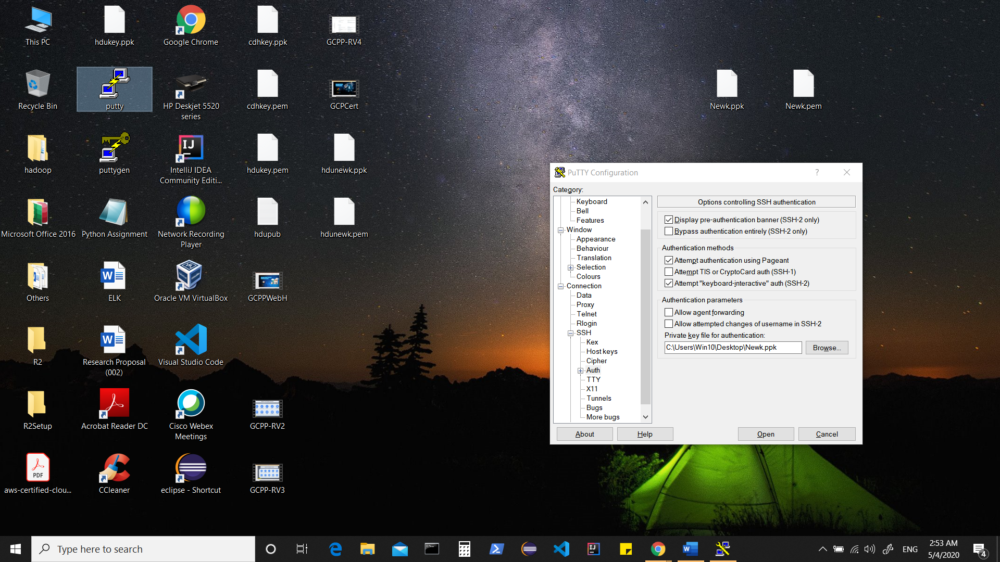 This PC
hdukey.ppk
Google Chrome
cdhkey.ppk
GCPP-RV4
Recycle Bin
putty
HP Deskjet 5520
series
cdhkey.pem
GCPCert
Newk.ppk
Newk.pem
hadoop
puttygen
IntelliJ IDEA
Community Editi...
hdukey.pem
hdunewk.ppk
Microsoft Office 2016
Python Assignment
Network Recording
Player
hdupub
hdunewk.pem
Others
ELK
Oracle VM VirtualBox
GCPPWebH
R2
Research Proposal
(002)
Visual Studio Code
R2Setup
Acrobat Reader DC
Cisco Webex
Meetings
GCPP-RV2
PDF
aws-certified-clou...
CCleaner
eclipse - Shortcut
GCPP-RV3
PuTTY Configuration
?
Category:
Keyboard
Bell
Features
Window
Appearance
Behaviour
Translation
Selection
Colours
Connection
Data
Proxy
Telnet
Rlogin
SSH
Kex
Host keys
Cipher
Auth
TTY
X11
Tunnels
Bugs
More bugs
Options controlling SSH authentication
Display pre-authentication banner (SSH-2 only)
Bypass authentication entirely (SSH-2 only)
Authentication methods
Attempt authentication using Pageant
Attempt TIS or CryptoCard auth (SSH-1)
Attempt "keyboard-interactive" auth (SSH-2)
Authentication parameters
Allow agent forwarding
Allow attempted changes of username in SSH-2
Private key file for authentication:
C:\Users\Win10\Desktop\Newk.ppk
Browse...
About
Help
Open
Cancel
Type here to search
ENG
2:53 AM
5/4/2020
4